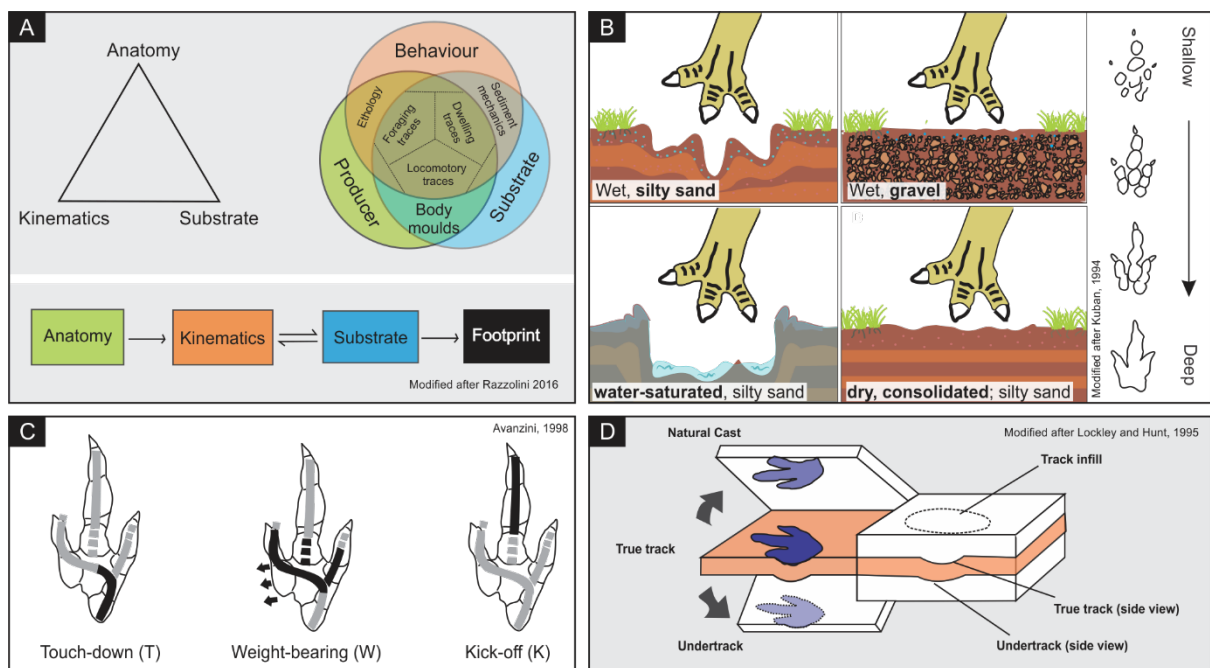 A
Anatomy
Kinematics
Substrate
Behaviour
Ethology
Sediment
mechanics
Foraging
traces
Dwelling
traces
Locomotory
traces
Producer
Substrate
Body
moulds
Anatomy
Kinematics
Substrate
Footprint
Modified after Razzolini 2016
B
Wet, silty sand
Wet, gravel
water-saturated, silty sand
dry, consolidated; silty sand
Shallow
Deep
Modified after Kuban, 1994
C
Avanzini, 1998
Touch-down (T)
Weight-bearing (W)
Kick-off (K)
D
Natural Cast
Modified after Lockley and Hunt, 1995
Track infill
True track
True track (side view)
Undertrack
Undertrack (side view)